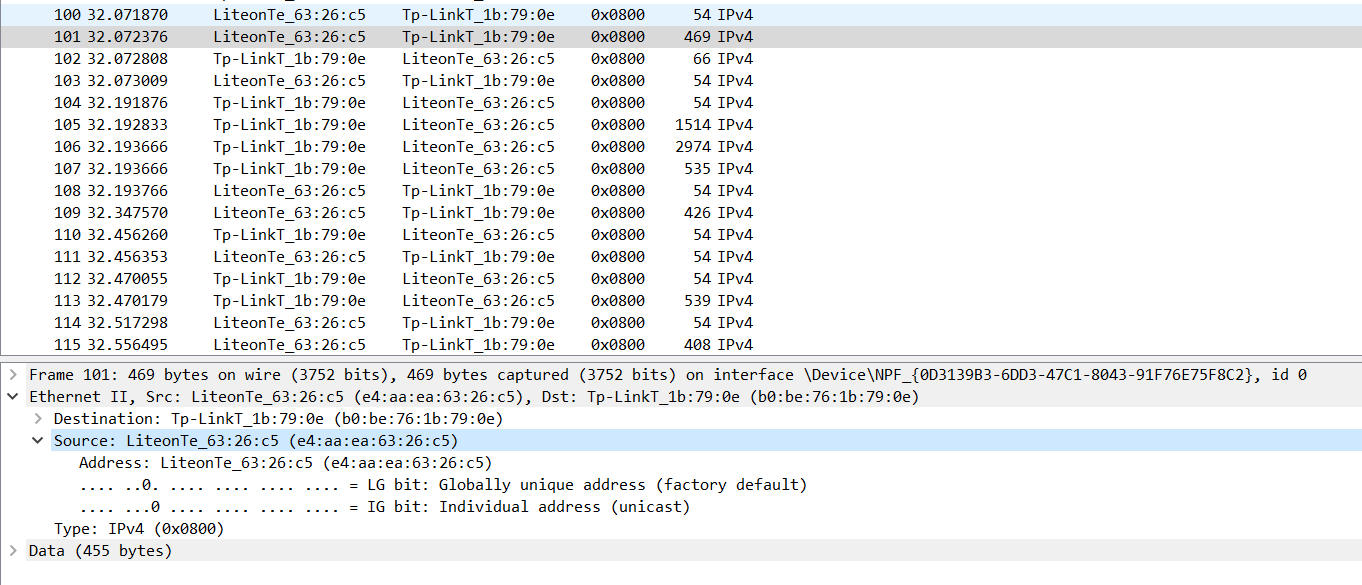 100 32.071870 LiteonTe_63:26:c5 Tp-LinkT_1b:79:0e 0x0800 54 IPv4
101 32.072376 LiteonTe_63:26:c5 Tp-LinkT_1b:79:0e 0x0800 469 IPv4
102 32.072808 Tp-LinkT_1b:79:0e LiteonTe_63:26:c5 0x0800 66 IPv4
103 32.073009 LiteonTe_63:26:c5 Tp-LinkT_1b:79:0e 0x0800 54 IPv4
104 32.191876 Tp-LinkT_1b:79:0e LiteonTe_63:26:c5 0x0800 54 IPv4
105 32.192833 Tp-LinkT_1b:79:0e LiteonTe_63:26:c5 0x0800 1514 IPv4
106 32.193666 Tp-LinkT_1b:79:0e LiteonTe_63:26:c5 0x0800 2974 IPv4
107 32.193666 Tp-LinkT_1b:79:0e LiteonTe_63:26:c5 0x0800 535 IPv4
108 32.193766 LiteonTe_63:26:c5 Tp-LinkT_1b:79:0e 0x0800 54 IPv4
109 32.347570 LiteonTe_63:26:c5 Tp-LinkT_1b:79:0e 0x0800 426 IPv4
110 32.456260 Tp-LinkT_1b:79:0e LiteonTe_63:26:c5 0x0800 54 IPv4
111 32.456353 LiteonTe_63:26:c5 Tp-LinkT_1b:79:0e 0x0800 54 IPv4
112 32.470055 Tp-LinkT_1b:79:0e LiteonTe_63:26:c5 0x0800 54 IPv4
113 32.470179 Tp-LinkT_1b:79:0e LiteonTe_63:26:c5 0x0800 539 IPv4
114 32.517298 LiteonTe_63:26:c5 Tp-LinkT_1b:79:0e 0x0800 54 IPv4
115 32.556495 LiteonTe_63:26:c5 Tp-LinkT_1b:79:0e 0x0800 408 IPv4
Frame 101: 469 bytes on wire (3752 bits), 469 bytes captured (3752 bits) on interface \Device\NPF_{0D3139B3-6DD3-47C1-8043-91F76E75F8C2}, id 0
Ethernet II, Src: LiteonTe_63:26:c5 (e4:aa:ea:63:26:c5), Dst: Tp-LinkT_1b:79:0e (b0:be:76:1b:79:0e)
Destination: Tp-LinkT_1b:79:0e (b0:be:76:1b:79:0e)
Source: LiteonTe_63:26:c5 (e4:aa:ea:63:26:c5)
Address: LiteonTe_63:26:c5 (e4:aa:ea:63:26:c5)
.... ..0. .... .... .... .... = LG bit: Globally unique address (factory default)
.... ...0 .... .... .... .... = IG bit: Individual address (unicast)
Type: IPv4 (0x0800)
Data (455 bytes)